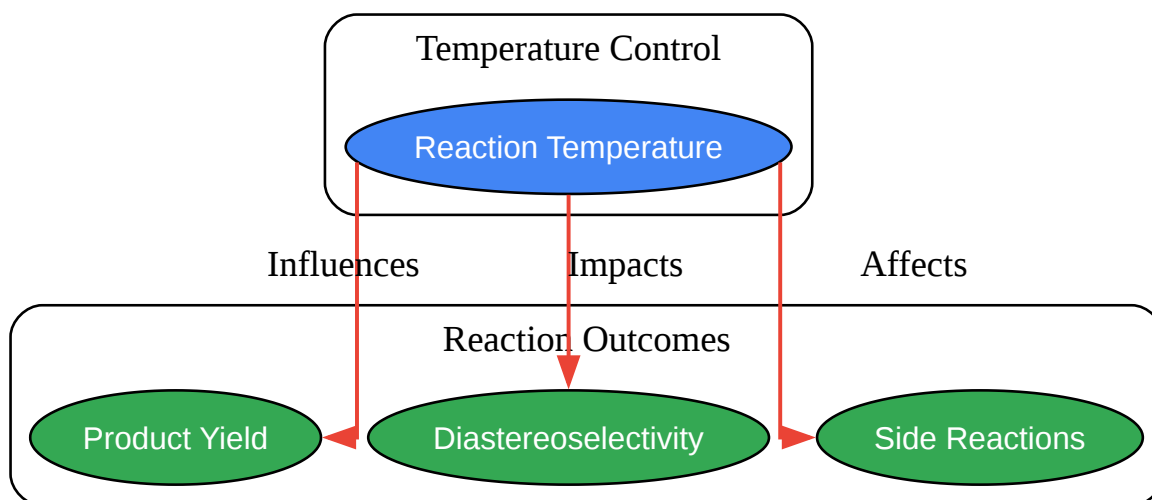 Temperature Control
Reaction Temperature
Influences
Impacts
Affects
Reaction Outcomes
Product Yield
Diastereoselectivity
Side Reactions